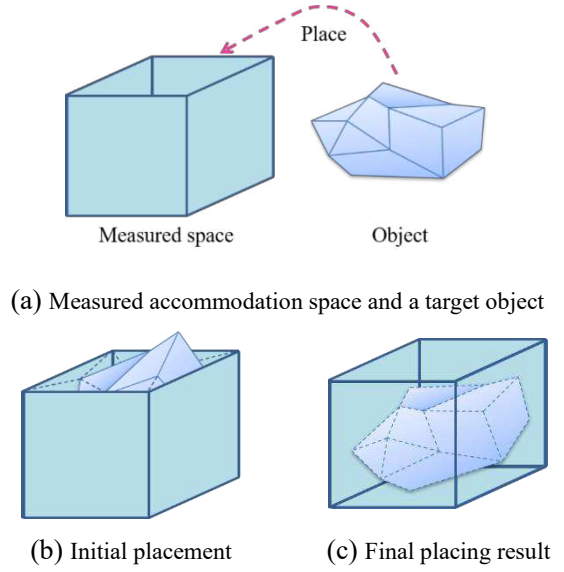 Place
Measured space
Object
(a) Measured accommodation space and a target object
(b) Initial placement
(c) Final placing result